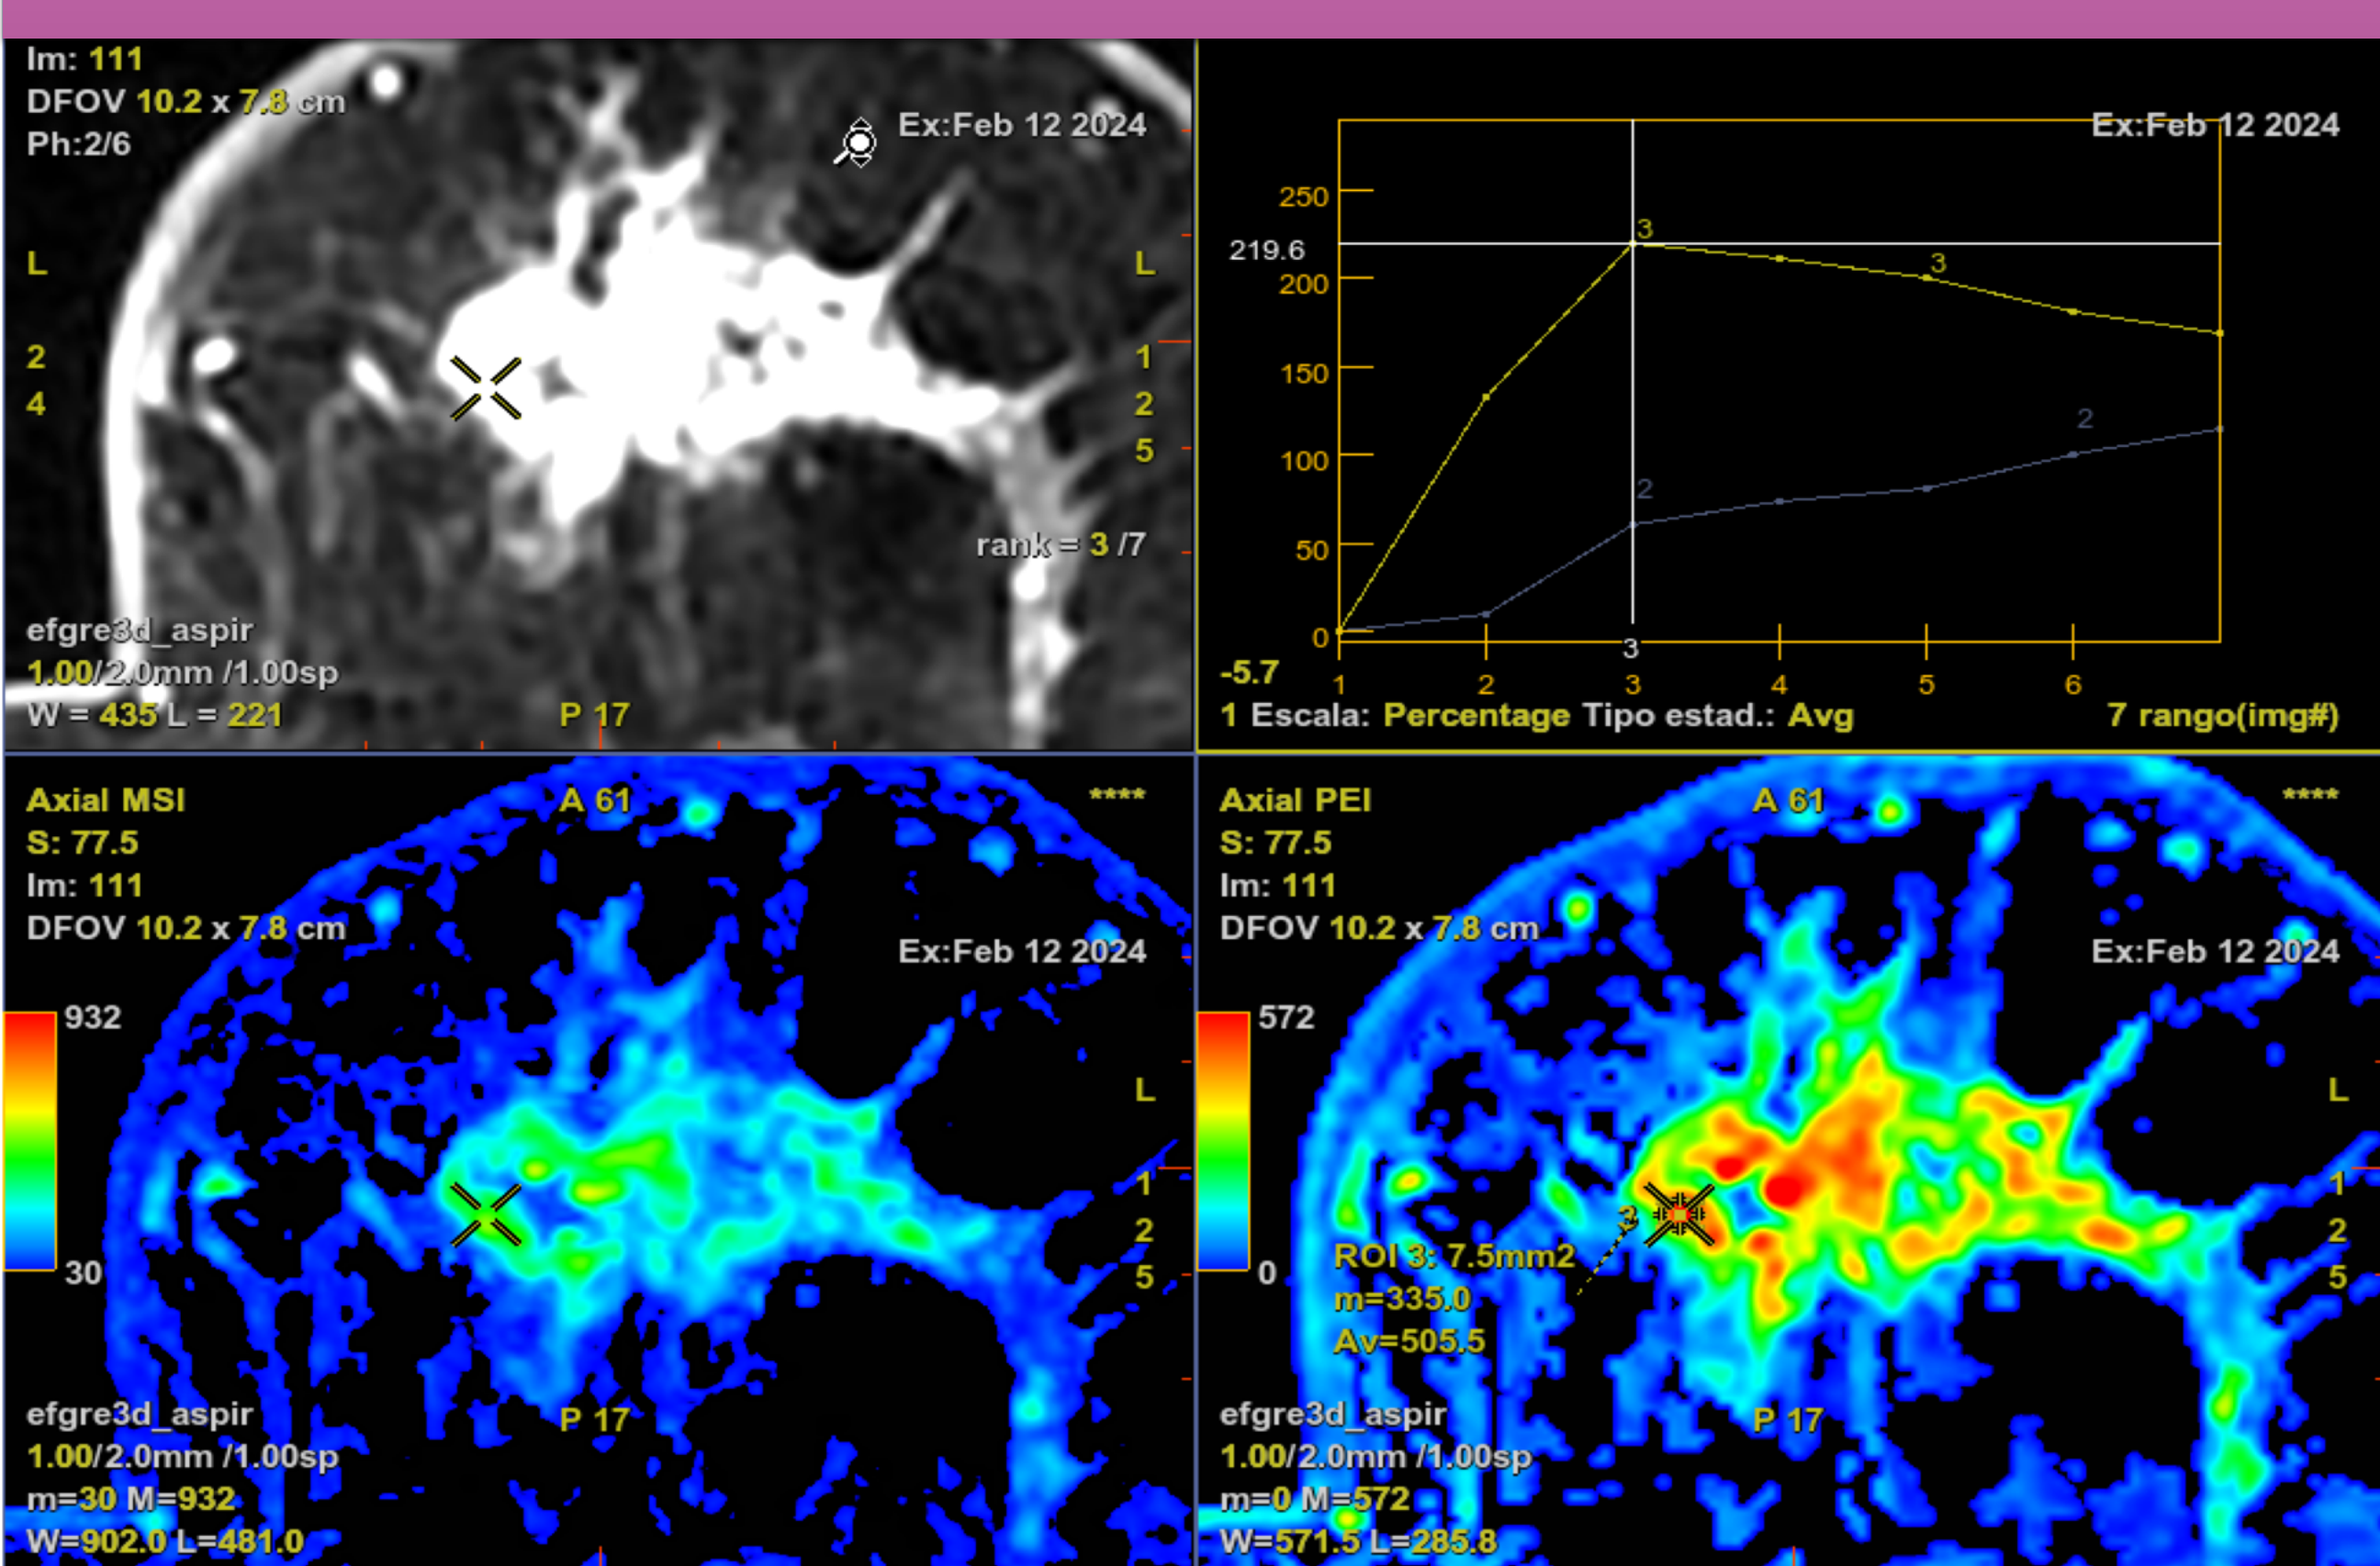 Im: 111
DFOV 10.2 x 7.8 cm
Ph:2/6
Ex:Feb 12 2024
L
2
4
L
1
2
5
rank = 3 /7
efgre3d_aspir
1.00/2.0mm /1.00sp
W = 435 L = 221
P 17
Ex:Feb 12 2024
250
219.6
200
150
100
50
0
3
3
2
2
3
-5.7
1
2
3
4
5
6
1 Escala: Percentage Tipo estad.: Avg
7 rango(img#)
Axial MSI
S: 77.5
Im: 111
DFOV 10.2 x 7.8 cm
A 61
****
Ex:Feb 12 2024
932
30
L
1
2
5
efgre3d_aspir
1.00/2.0mm /1.00sp
m=30 M=932
W=902.0 L=481.0
P 17
Axial PEI
S: 77.5
Im: 111
DFOV 10.2 x 7.8 cm
A 61
****
Ex:Feb 12 2024
572
0
L
1
2
5
3
ROI 3: 7.5mm2
m=335.0
Av=505.5
efgre3d_aspir
1.00/2.0mm /1.00sp
m=0 M=572
W=571.5 L=285.8
P 17